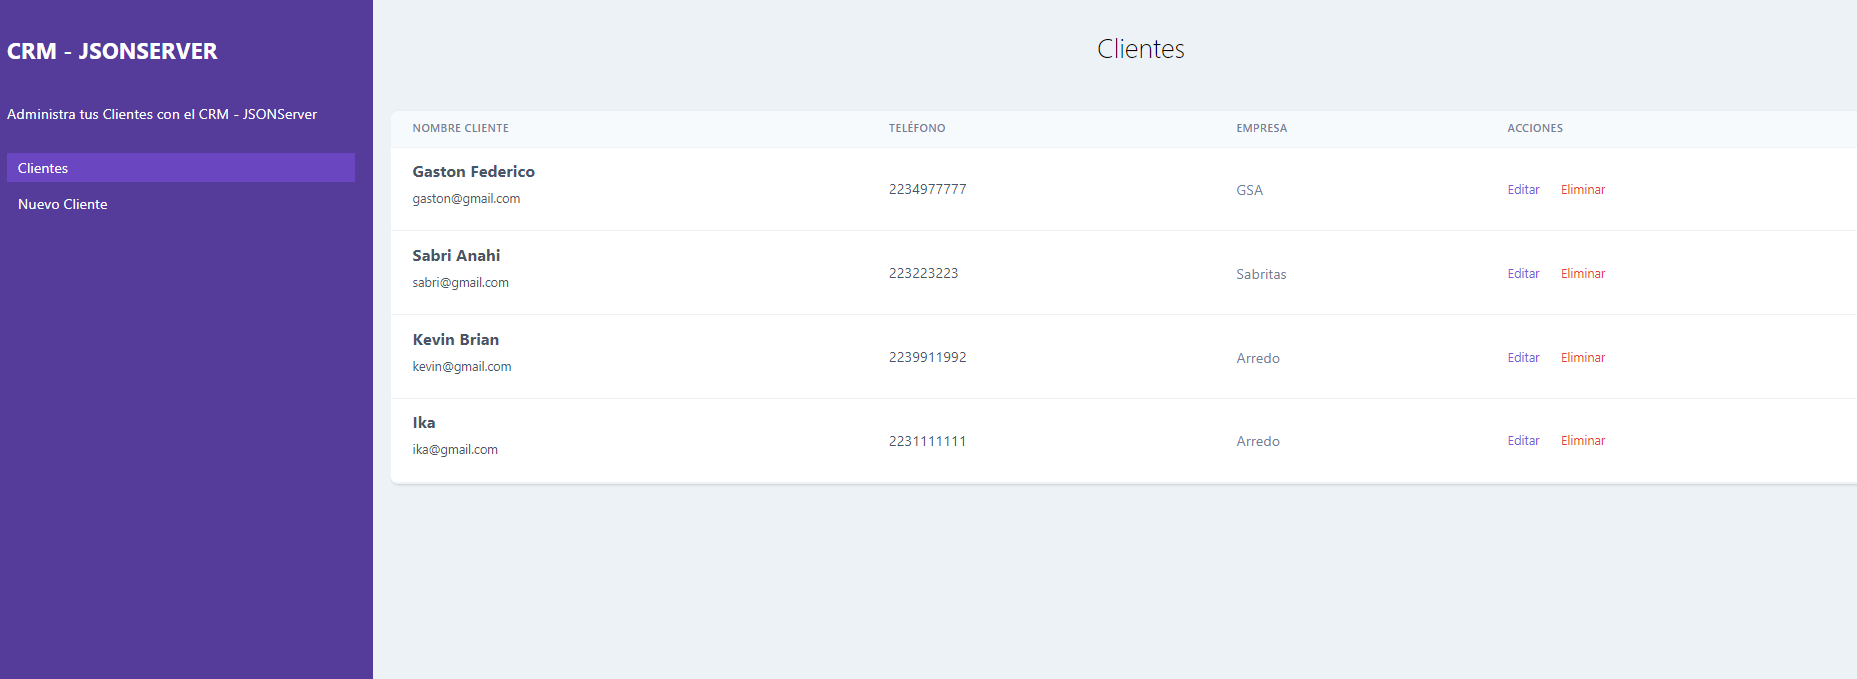 CRM - JSONSERVER
Administra tus Clientes con el CRM - JSONServer
Clientes
Nuevo Cliente
Clientes
NOMBRE CLIENTE TELÉFONO EMPRESA ACCIONES
Gaston Federico
gaston@gmail.com
2234977777 GSA Editar Eliminar
Sabri Anahi
sabri@gmail.com
223223223 Sabritas Editar Eliminar
Kevin Brian
kevin@gmail.com
2239911992 Arredo Editar Eliminar
Ika
ika@gmail.com
2231111111 Arredo Editar Eliminar